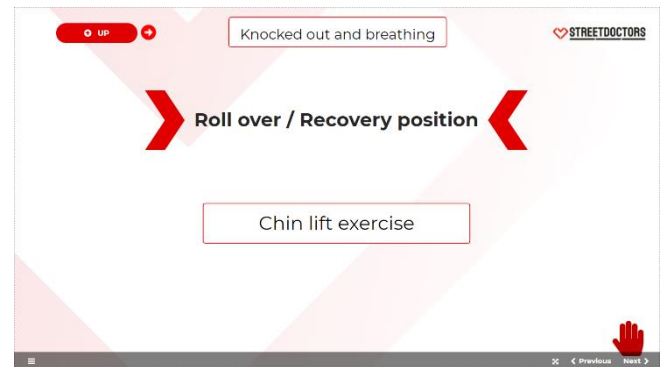 UP
Knocked out and breathing
STREETDOCTORS
Roll over / Recovery position
Chin lift exercise
Previous Next